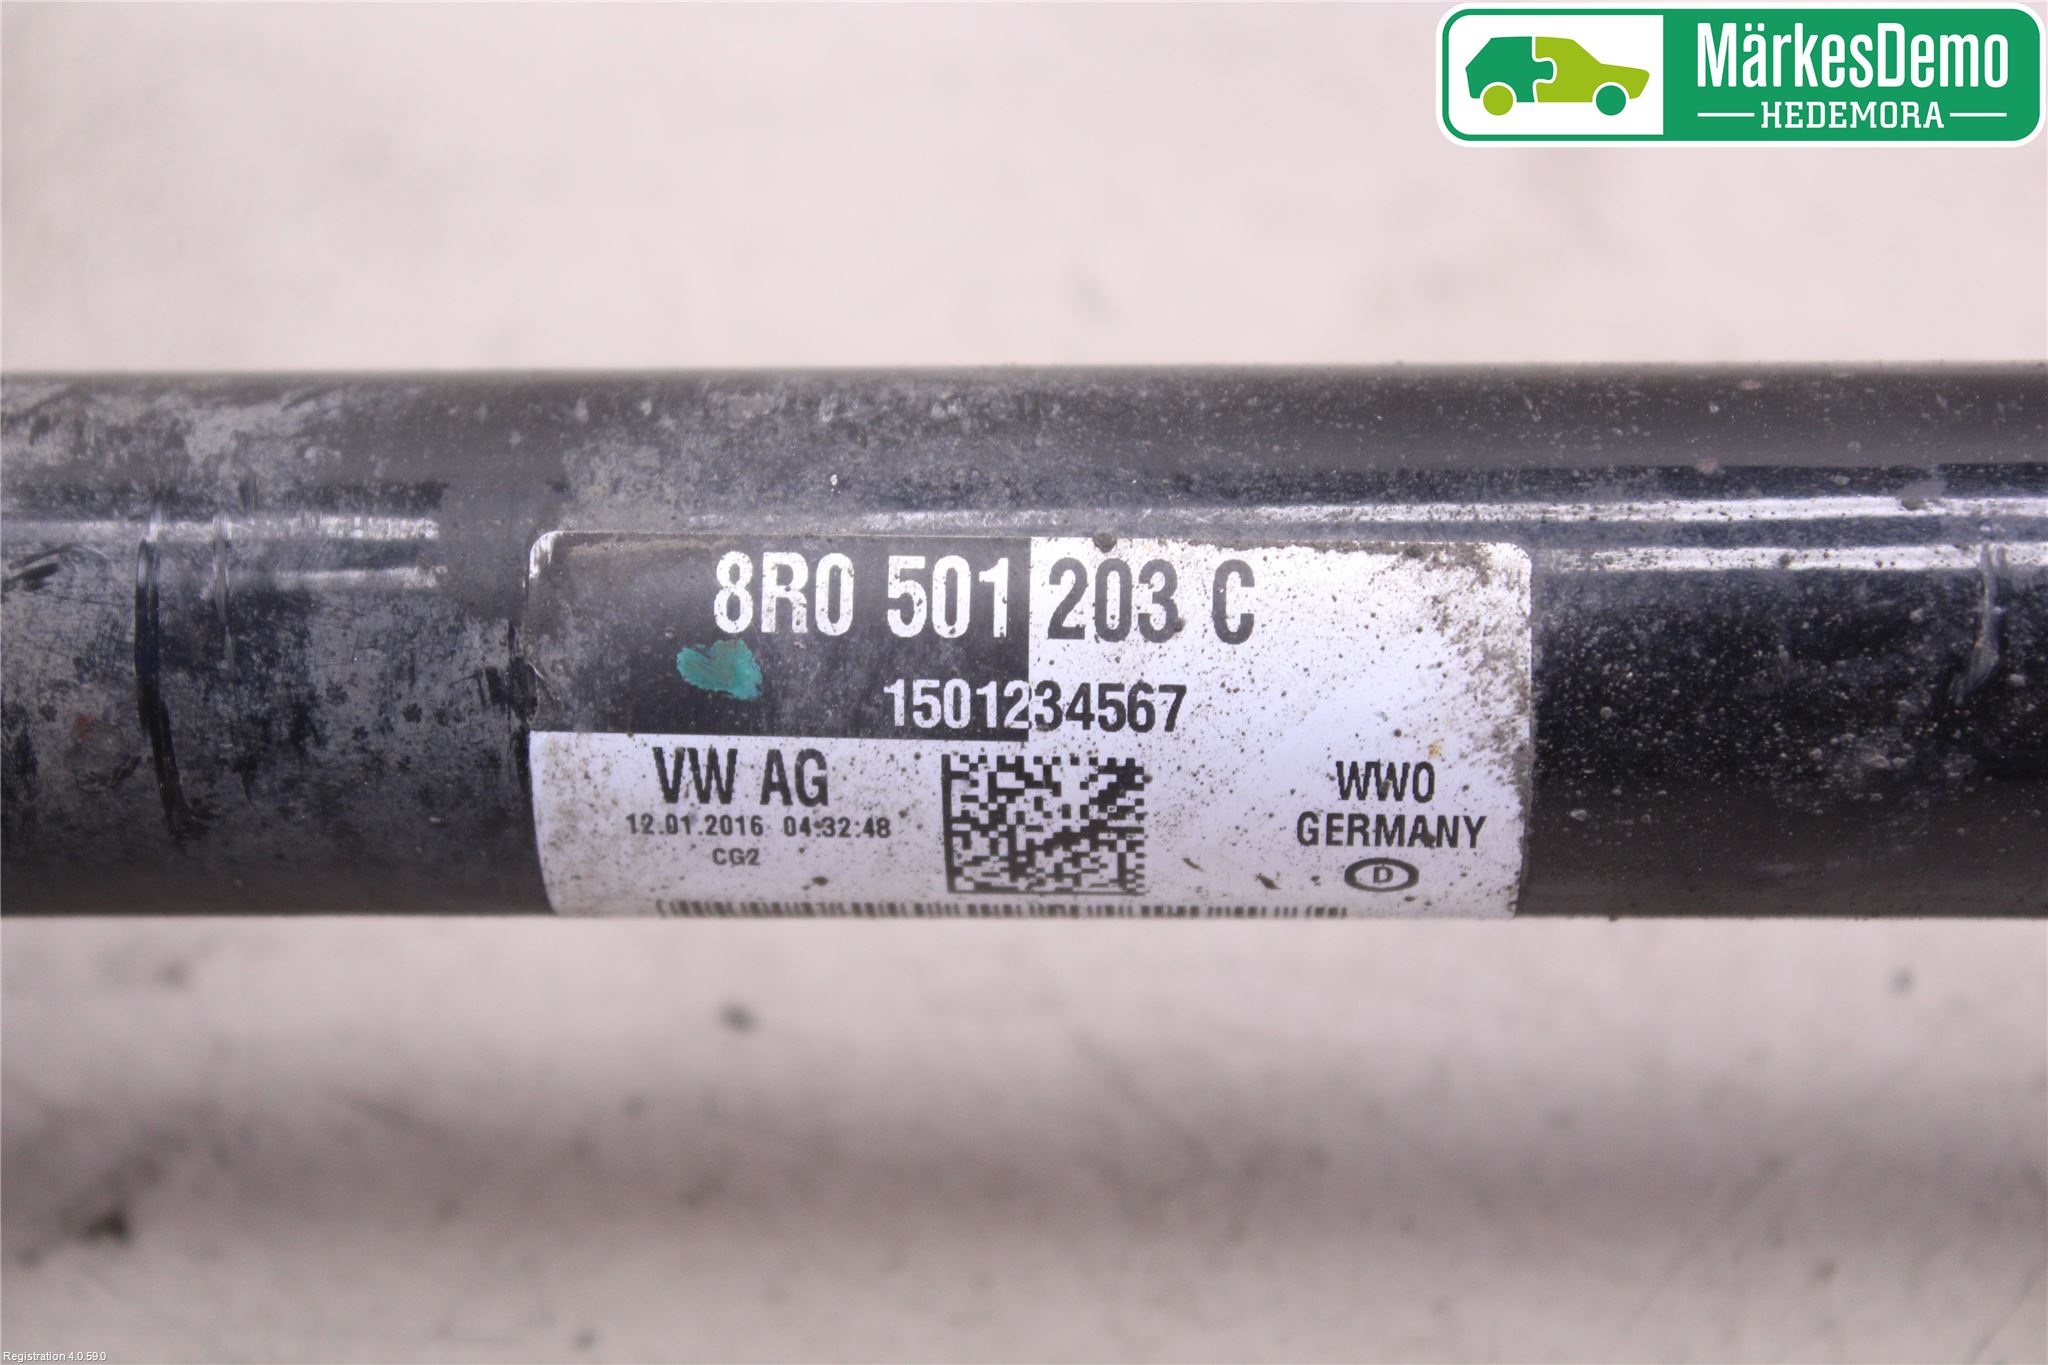 MärkesDemo
HEDEMORA
8R0 501 203 C
1501234567
VW AG
12.01.2016 04:32:48
CG2
WW0
GERMANY
D
Registration 4.0.59.0